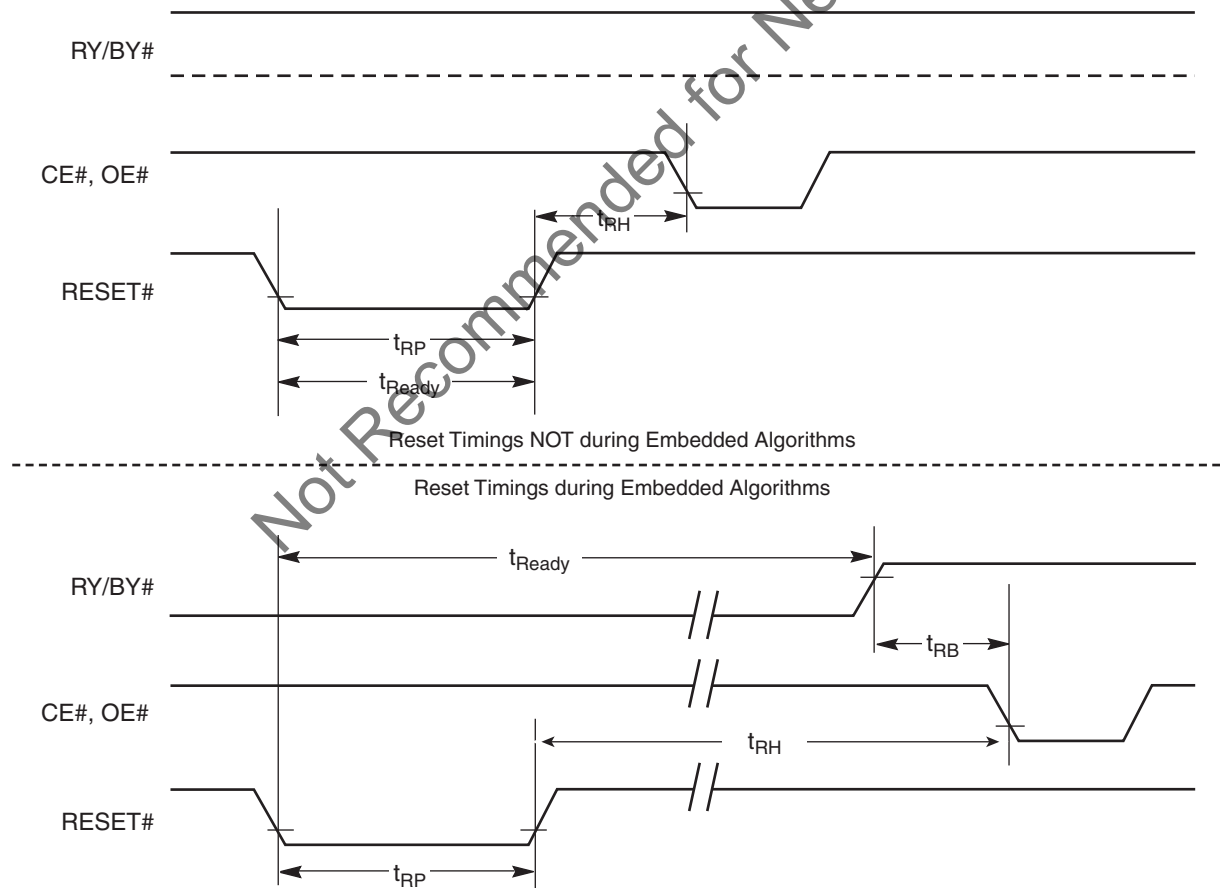 RY/BY#
CE#, OE#
tRH
RESET#
tRP
tReady
Reset Timings NOT during Embedded Algorithms
Reset Timings during Embedded Algorithms
tReady
RY/BY#
tRB
CE#, OE#
tRH
RESET#
tRP
Not Recommended for Ne